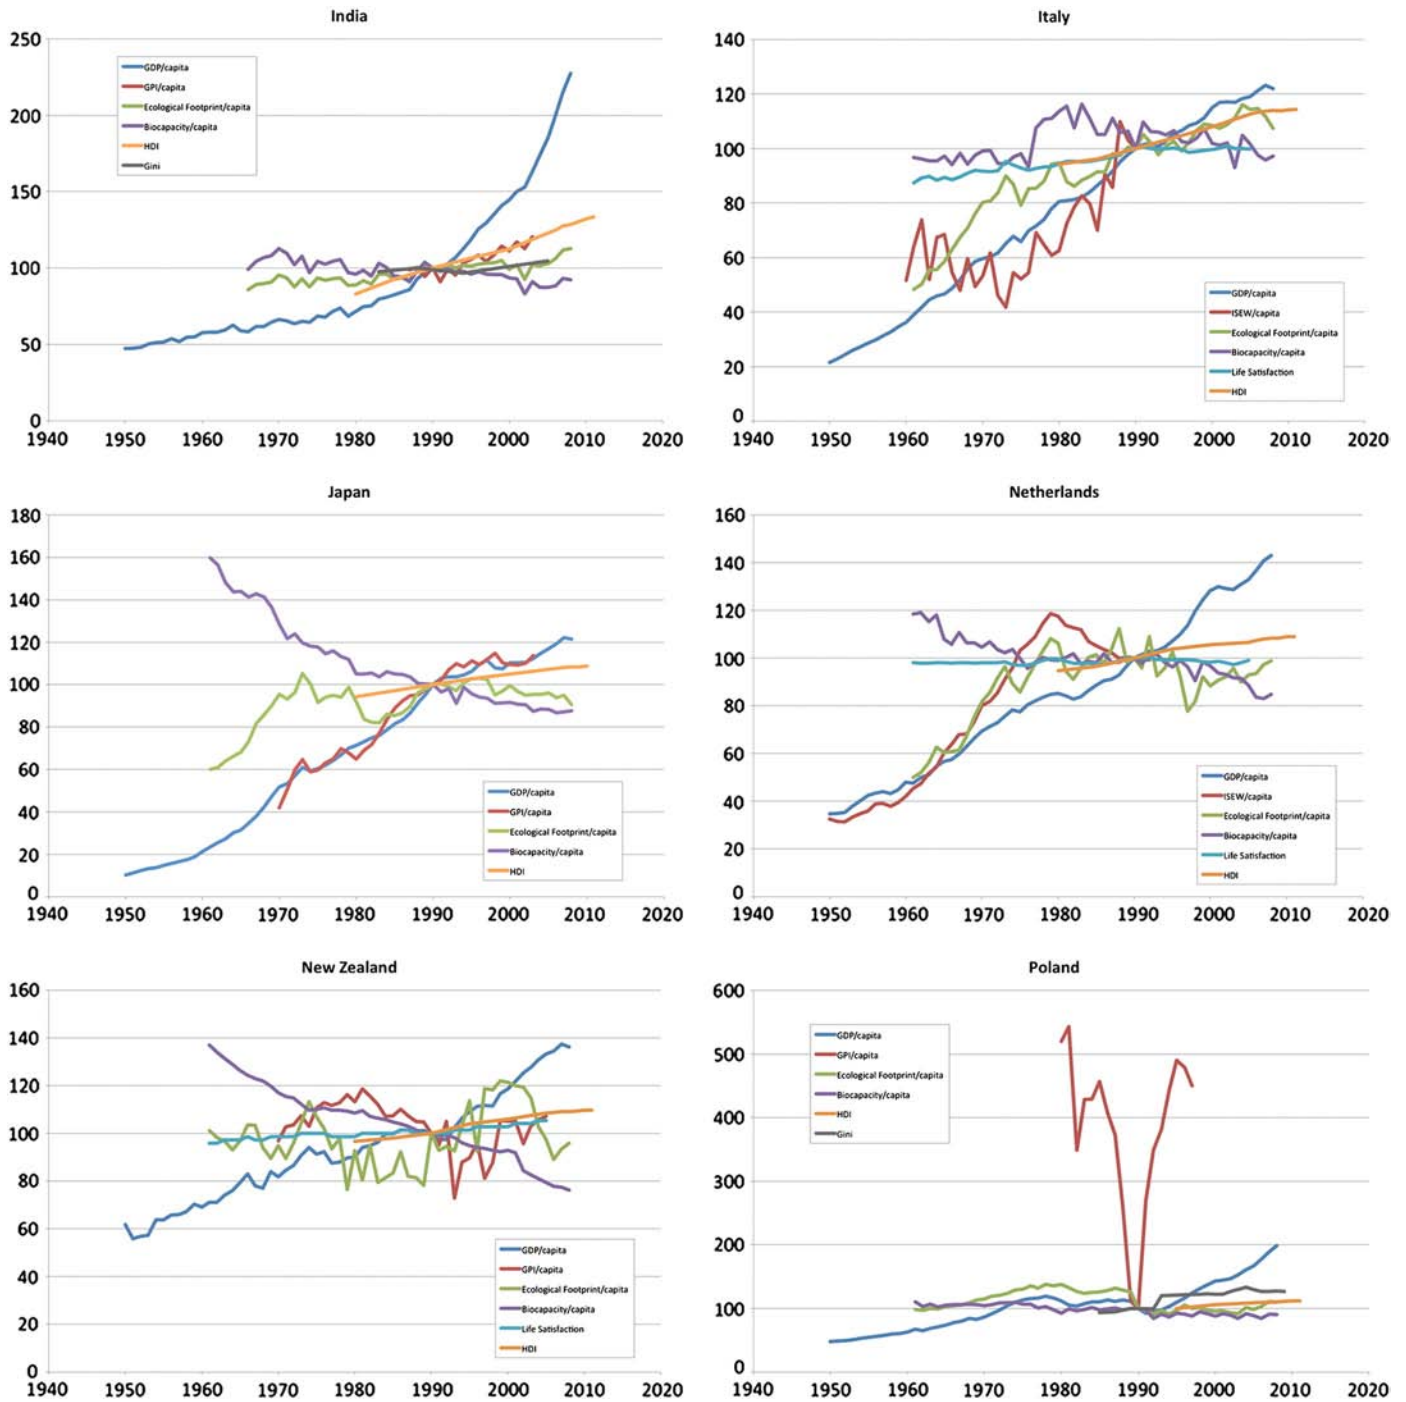 India
250
200
150
100
50
0
1940 1950 1960 1970 1980 1990 2000 2010 2020
GDP/capita
GPI/capita
Ecological Footprint/capita
Biocapacity/capita
HDI
Gini
Italy
140
120
100
80
60
40
20
0
1940 1950 1960 1970 1980 1990 2000 2010 2020
GDP/capita
ISEW/capita
Ecological Footprint/capita
Biocapacity/capita
Life Satisfaction
HDI
Japan
180
160
140
120
100
80
60
40
20
0
1940 1950 1960 1970 1980 1990 2000 2010 2020
GDP/capita
GPI/capita
Ecological Footprint/capita
Biocapacity/capita
HDI
Netherlands
160
140
120
100
80
60
40
20
0
1940 1950 1960 1970 1980 1990 2000 2010 2020
GDP/capita
ISEW/capita
Ecological Footprint/capita
Biocapacity/capita
Life Satisfaction
HDI
New Zealand
160
140
120
100
80
60
40
20
0
1940 1950 1960 1970 1980 1990 2000 2010 2020
GDP/capita
GPI/capita
Ecological Footprint/capita
Biocapacity/capita
Life Satisfaction
HDI
Poland
600
500
400
300
200
100
0
1940 1950 1960 1970 1980 1990 2000 2010 2020
GDP/capita
GPI/capita
Ecological Footprint/capita
Biocapacity/capita
HDI
Gini